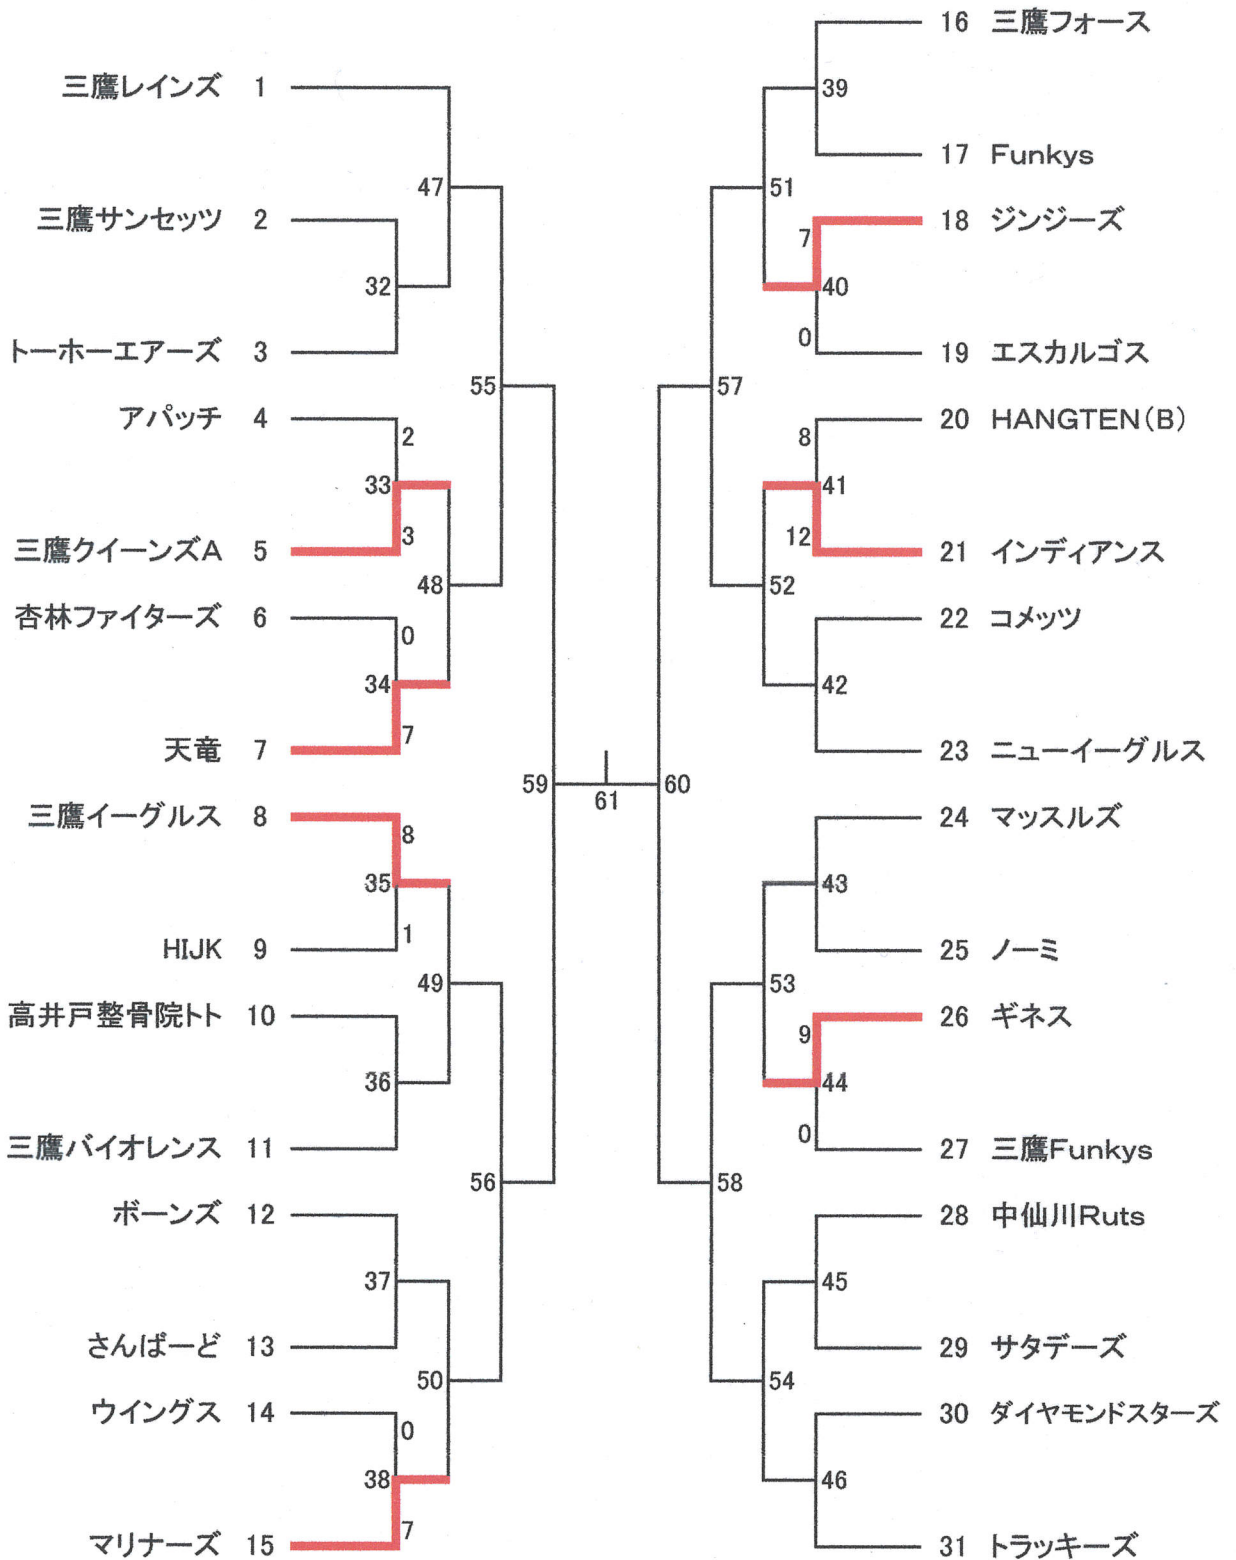 三鷹レインズ 1
47
三鷹サンセッツ 2
32
トーホーエアーズ 3
55
アパッチ 4
2
33
3
三鷹クイーンズA 5
48
杏林ファイターズ 6
0
34
7
天竜 7
59
三鷹イーグルス 8
8
35
1
HIJK 9
49
高井戸整骨院トト 10
36
三鷹バイオレンス 11
56
ボーンズ 12
37
さんぱーど 13
50
ウイングス 14
0
38
7
マリナーズ 15
61
16 三鷹フォース
39
17 Funkys
51
18 ジンジーズ
7
40
0
19 エスカルゴス
57
20 HANGTEN(B)
8
41
12
21 インディアンス
52
22 コメッツ
42
23 ニューイーグルス
60
24 マッスルズ
43
25 ノーミ
53
26 ギネス
9
44
0
27 三鷹Funkys
58
28 中仙川Ruts
45
29 サタデーズ
54
30 ダイヤモンドスターズ
46
31 トラッキーズ